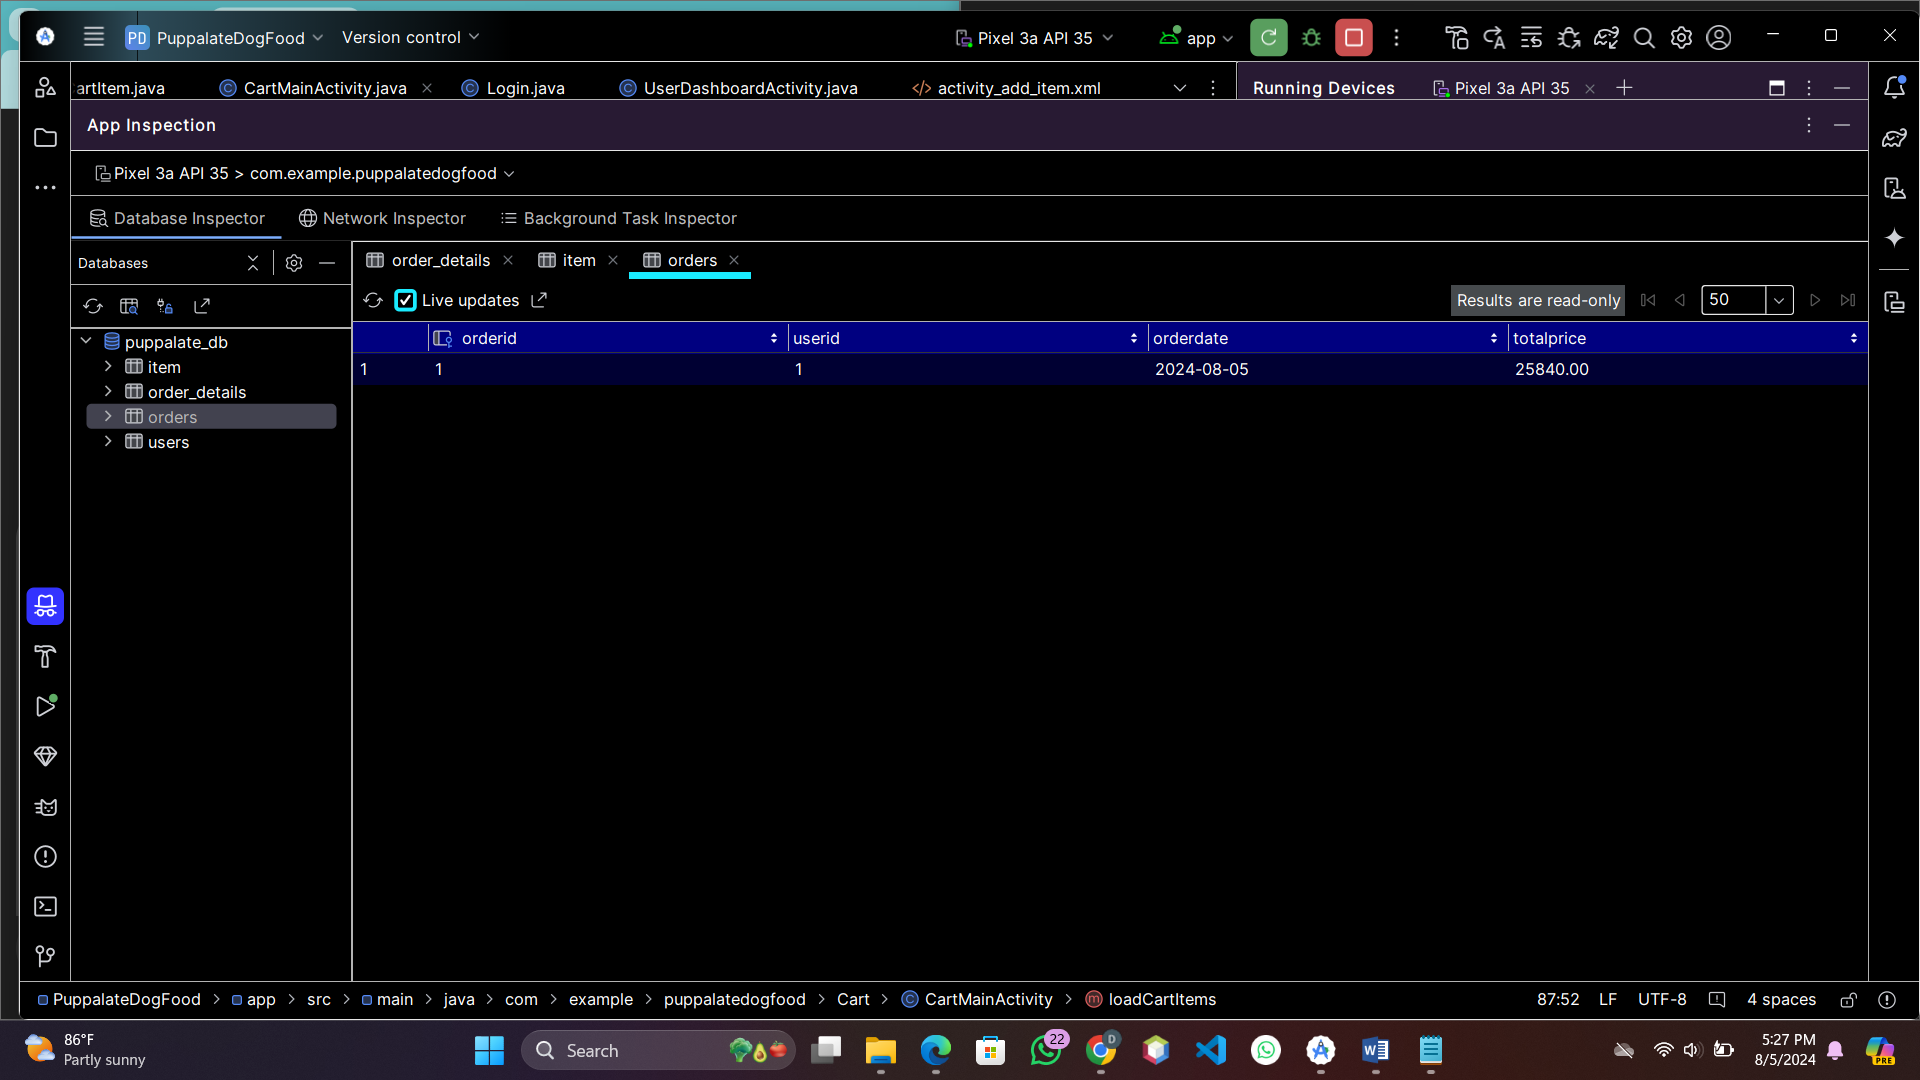 PD PuppalateDogFood Version control Pixel 3a API 35 app
artItem.java CartMainActivity.java Login.java UserDashboardActivity.java activity_add_item.xml Running Devices Pixel 3a API 35
App Inspection
Pixel 3a API 35 > com.example.puppalatedogfood
Database Inspector Network Inspector Background Task Inspector
Databases order_details item orders
Live updates Results are read-only 50
orderid userid orderdate totalprice
1 1 1 2024-08-05 25840.00
puppalate_db
item
order_details
orders
users
PuppalateDogFood > app > src > main > java > com > example > puppalatedogfood > Cart > CartMainActivity > loadCartItems 87:52 LF UTF-8 4 spaces
86°F
Partly sunny
Search
22
D
5:27 PM
8/5/2024
PRE